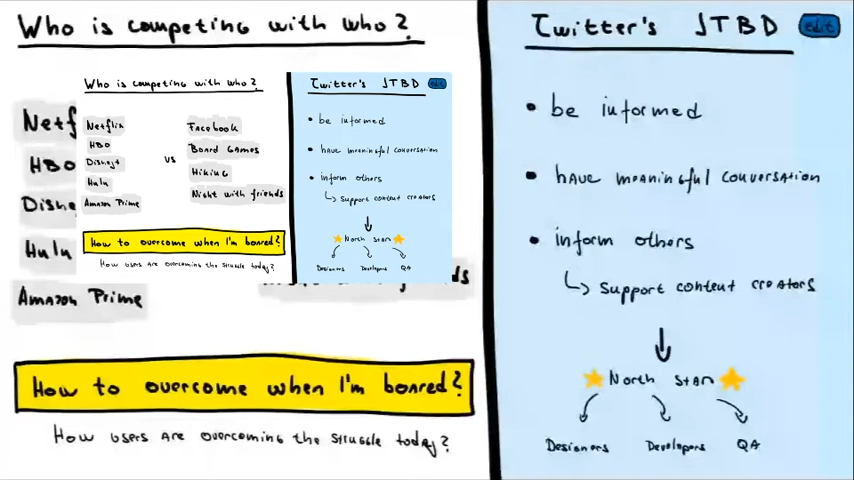 Who is competing with who?
Netf
HBO
Disne
Hulu
Amazon Prime
How to overcome when I'm boared?
How users are overcoming the struggle today?
Twitter's JTBD edit
be informed
have meaningful conversation
inform others
support content creators
North Star
Designers Developers QA
Who is competing with who?
Netflix
HBO
Disney+
Hulu
Amazon Prime
vs
Facebook
Board Games
Hiking
Night with friends
How to overcome when I'm boared?
How users are overcoming the struggle today?
Twitter's JTBD edit
be informed
have meaningful conversation
inform others
support content creators
North Star
Designers Developers QA